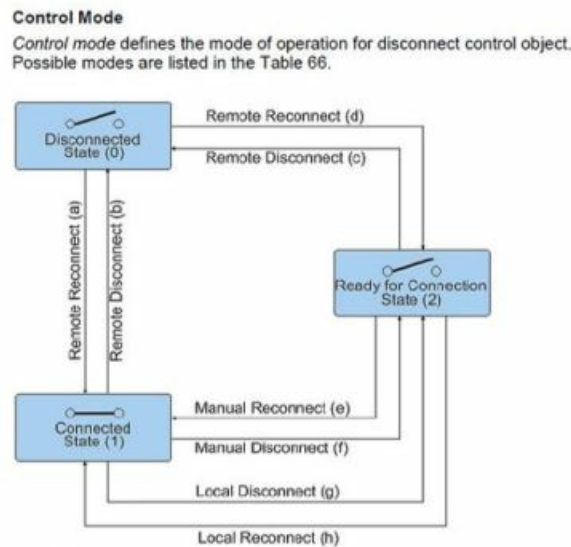 Control Mode
Control mode defines the mode of operation for disconnect control object.
Possible modes are listed in the Table 66.
Remote Reconnect (d)
Disconnected
State (0)
Remote Disconnect (c)
Remote Reconnect (a)
Remote Disconnect (b)
Ready for Connection
State (2)
Manual Reconnect (e)
Connected
State (1)
Manual Disconnect (f)
Local Disconnect (g)
Local Reconnect (h)